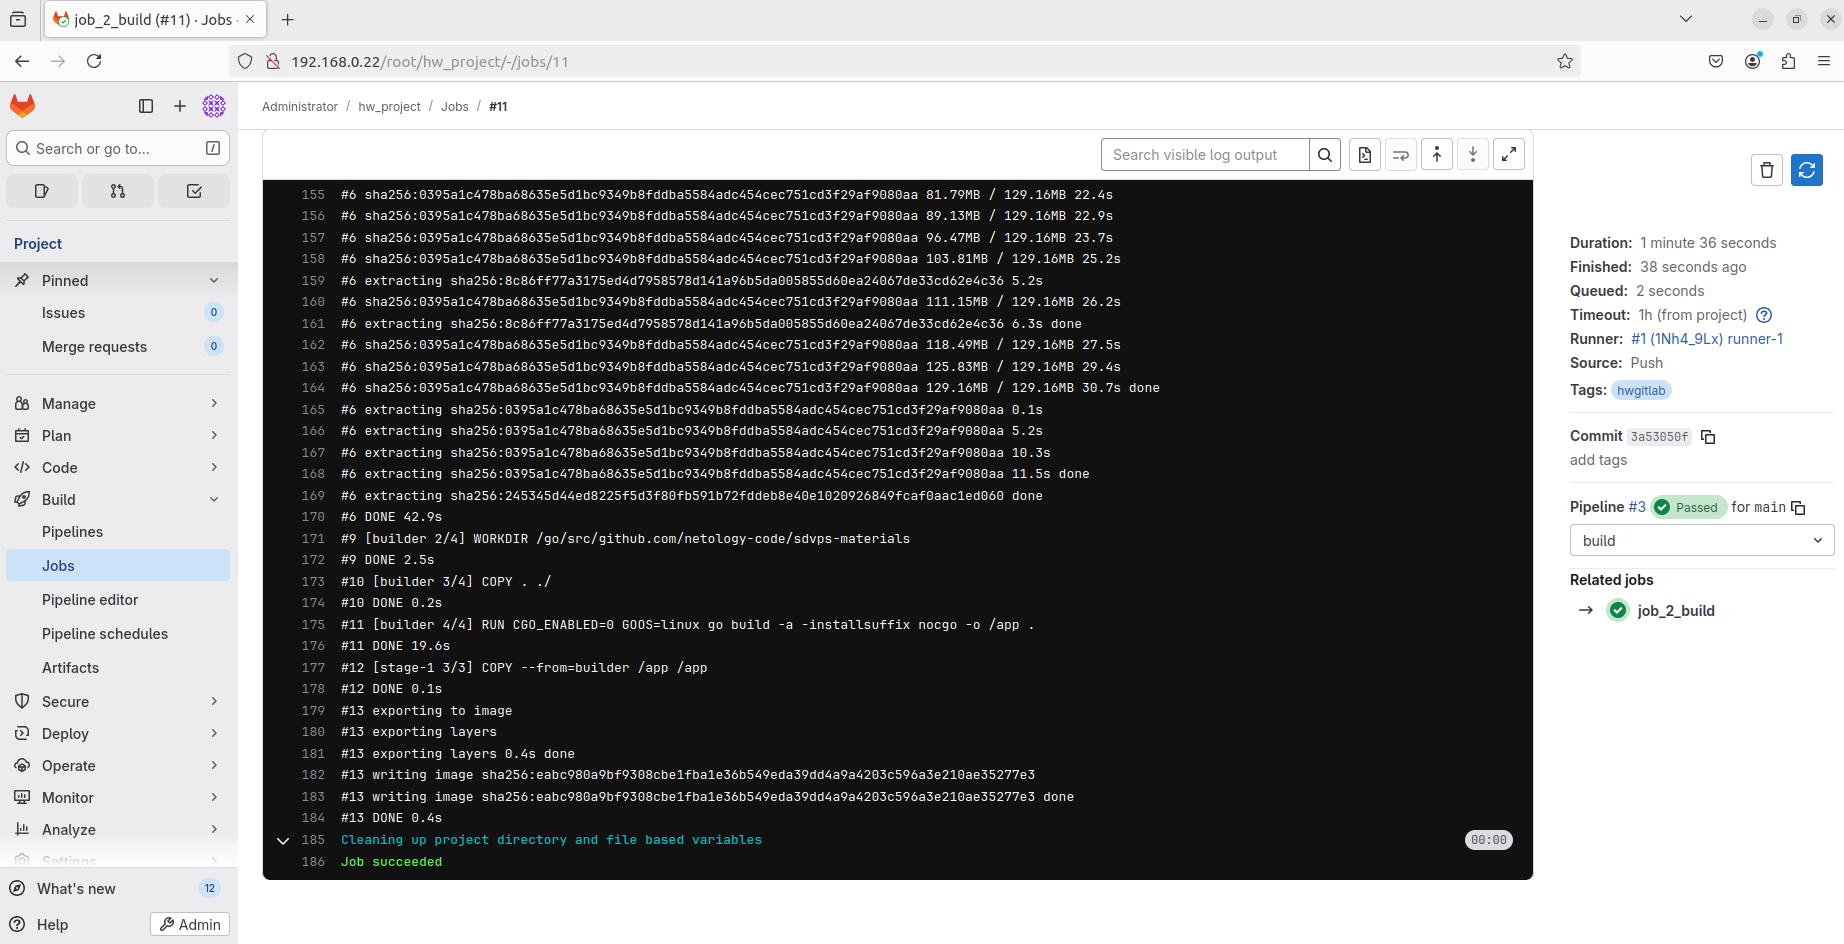 job_2_build (#11) · Jobs ·
192.168.0.22/root/hw_project/-/jobs/11
Search or go to...
/
Project
Pinned
Issues 0
Merge requests 0
Manage
Plan
Code
Build
Pipelines
Jobs
Pipeline editor
Pipeline schedules
Artifacts
Secure
Deploy
Operate
Monitor
Analyze
Settings
What's new 12
Help
Admin
Administrator / hw_project / Jobs / #11
Search visible log output
155 #6 sha256:0395a1c478ba68635e5d1bc9349b8fddba5584adc454cec751cd3f29af9080aa 81.79MB / 129.16MB 22.4s
156 #6 sha256:0395a1c478ba68635e5d1bc9349b8fddba5584adc454cec751cd3f29af9080aa 89.13MB / 129.16MB 22.9s
157 #6 sha256:0395a1c478ba68635e5d1bc9349b8fddba5584adc454cec751cd3f29af9080aa 96.47MB / 129.16MB 23.7s
158 #6 sha256:0395a1c478ba68635e5d1bc9349b8fddba5584adc454cec751cd3f29af9080aa 103.81MB / 129.16MB 25.2s
159 #6 extracting sha256:8c86ff77a3175ed4d7958578d141a96b5da005855d60ea24067de33cd62e4c36 5.2s
160 #6 sha256:0395a1c478ba68635e5d1bc9349b8fddba5584adc454cec751cd3f29af9080aa 111.15MB / 129.16MB 26.2s
161 #6 extracting sha256:8c86ff77a3175ed4d7958578d141a96b5da005855d60ea24067de33cd62e4c36 6.3s done
162 #6 sha256:0395a1c478ba68635e5d1bc9349b8fddba5584adc454cec751cd3f29af9080aa 118.49MB / 129.16MB 27.5s
163 #6 sha256:0395a1c478ba68635e5d1bc9349b8fddba5584adc454cec751cd3f29af9080aa 125.83MB / 129.16MB 29.4s
164 #6 sha256:0395a1c478ba68635e5d1bc9349b8fddba5584adc454cec751cd3f29af9080aa 129.16MB / 129.16MB 30.7s done
165 #6 extracting sha256:0395a1c478ba68635e5d1bc9349b8fddba5584adc454cec751cd3f29af9080aa 0.1s
166 #6 extracting sha256:0395a1c478ba68635e5d1bc9349b8fddba5584adc454cec751cd3f29af9080aa 5.2s
167 #6 extracting sha256:0395a1c478ba68635e5d1bc9349b8fddba5584adc454cec751cd3f29af9080aa 10.3s
168 #6 extracting sha256:0395a1c478ba68635e5d1bc9349b8fddba5584adc454cec751cd3f29af9080aa 11.5s done
169 #6 extracting sha256:245345d44ed8225f5d3f80fb591b72fddeb8e40e1020926849fcaf0aac1ed060 done
170 #6 DONE 42.9s
171 #9 [builder 2/4] WORKDIR /go/src/github.com/netology-code/sdvps-materials
172 #9 DONE 2.5s
173 #10 [builder 3/4] COPY . ./
174 #10 DONE 0.2s
175 #11 [builder 4/4] RUN CGO_ENABLED=0 GOOS=linux go build -a -installsuffix nocgo -o /app .
176 #11 DONE 19.6s
177 #12 [stage-1 3/3] COPY --from=builder /app /app
178 #12 DONE 0.1s
179 #13 exporting to image
180 #13 exporting layers
181 #13 exporting layers 0.4s done
182 #13 writing image sha256:eabc980a9bf9308cbe1fba1e36b549eda39dd4a9a4203c596a3e210ae35277e3
183 #13 writing image sha256:eabc980a9bf9308cbe1fba1e36b549eda39dd4a9a4203c596a3e210ae35277e3 done
184 #13 DONE 0.4s
185 Cleaning up project directory and file based variables 00:00
186 Job succeeded
Duration: 1 minute 36 seconds
Finished: 38 seconds ago
Queued: 2 seconds
Timeout: 1h (from project)
Runner: #1 (1Nh4_9Lx) runner-1
Source: Push
Tags: hwgitlab
Commit 3a53050f
add tags
Pipeline #3 Passed for main
build
Related jobs
job_2_build